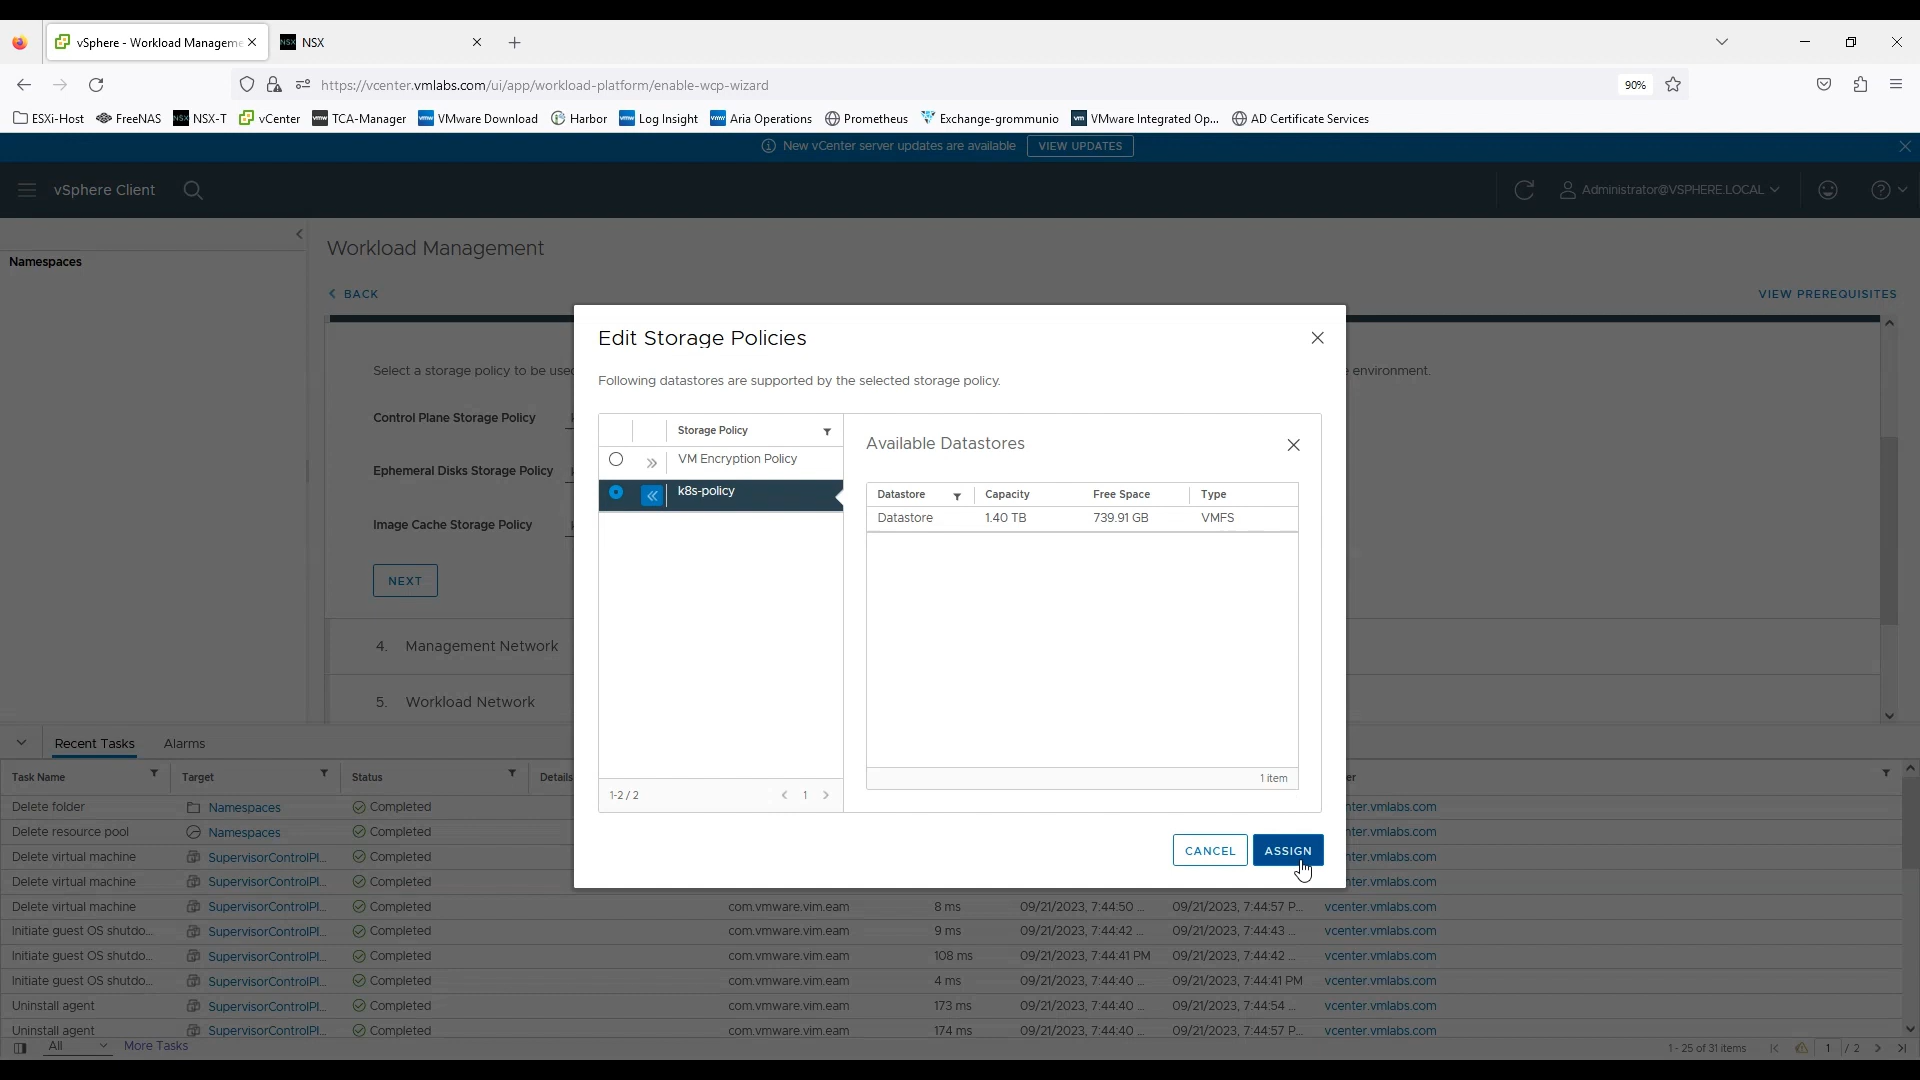 vSphere - Workload Manageme
NSX NSX
https://vcenter.vmlabs.com/ui/app/workload-platform/enable-wcp-wizard
90%
ESXi-Host FreeNAS NSX-T vCenter TCA-Manager VMware Download Harbor Log Insight Aria Operations Prometheus Exchange-grommunio VMware Integrated Op... AD Certificate Services
New vCenter server updates are available VIEW UPDATES
vSphere Client
Administrator@VSPHERE.LOCAL
Workload Management
Namespaces
BACK
VIEW PREREQUISITES
Edit Storage Policies
Select a storage policy to be used
environment.
Following datastores are supported by the selected storage policy.
Control Plane Storage Policy
Storage Policy
Available Datastores
VM Encryption Policy
Ephemeral Disks Storage Policy
k8s-policy
Datastore Capacity Free Space Type
Datastore 1.40 TB 739.91 GB VMFS
Image Cache Storage Policy
NEXT
4. Management Network
5. Workload Network
1 item
1-2 / 2 1
CANCEL ASSIGN
Recent Tasks Alarms
Task Name Target Status Details er
Delete folder Namespaces Completed nter.vmlabs.com
Delete resource pool Namespaces Completed nter.vmlabs.com
Delete virtual machine SupervisorControlPl... Completed nter.vmlabs.com
Delete virtual machine SupervisorControlPl... Completed nter.vmlabs.com
Delete virtual machine SupervisorControlPl... Completed com.vmware.vim.eam 8 ms 09/21/2023, 7:44:50 ... 09/21/2023, 7:44:57 P... vcenter.vmlabs.com
Initiate guest OS shutdo... SupervisorControlPl... Completed com.vmware.vim.eam 9 ms 09/21/2023, 7:44:42 ... 09/21/2023, 7:44:43 ... vcenter.vmlabs.com
Initiate guest OS shutdo... SupervisorControlPl... Completed com.vmware.vim.eam 108 ms 09/21/2023, 7:44:41 PM 09/21/2023, 7:44:42 ... vcenter.vmlabs.com
Initiate guest OS shutdo... SupervisorControlPl... Completed com.vmware.vim.eam 4 ms 09/21/2023, 7:44:40 ... 09/21/2023, 7:44:41 PM vcenter.vmlabs.com
Uninstall agent SupervisorControlPl... Completed com.vmware.vim.eam 173 ms 09/21/2023, 7:44:40 ... 09/21/2023, 7:44:54 ... vcenter.vmlabs.com
Uninstall agent SupervisorControlPl... Completed com.vmware.vim.eam 174 ms 09/21/2023, 7:44:40 ... 09/21/2023, 7:44:57 P... vcenter.vmlabs.com
All More Tasks
1 - 25 of 31 items 1 / 2